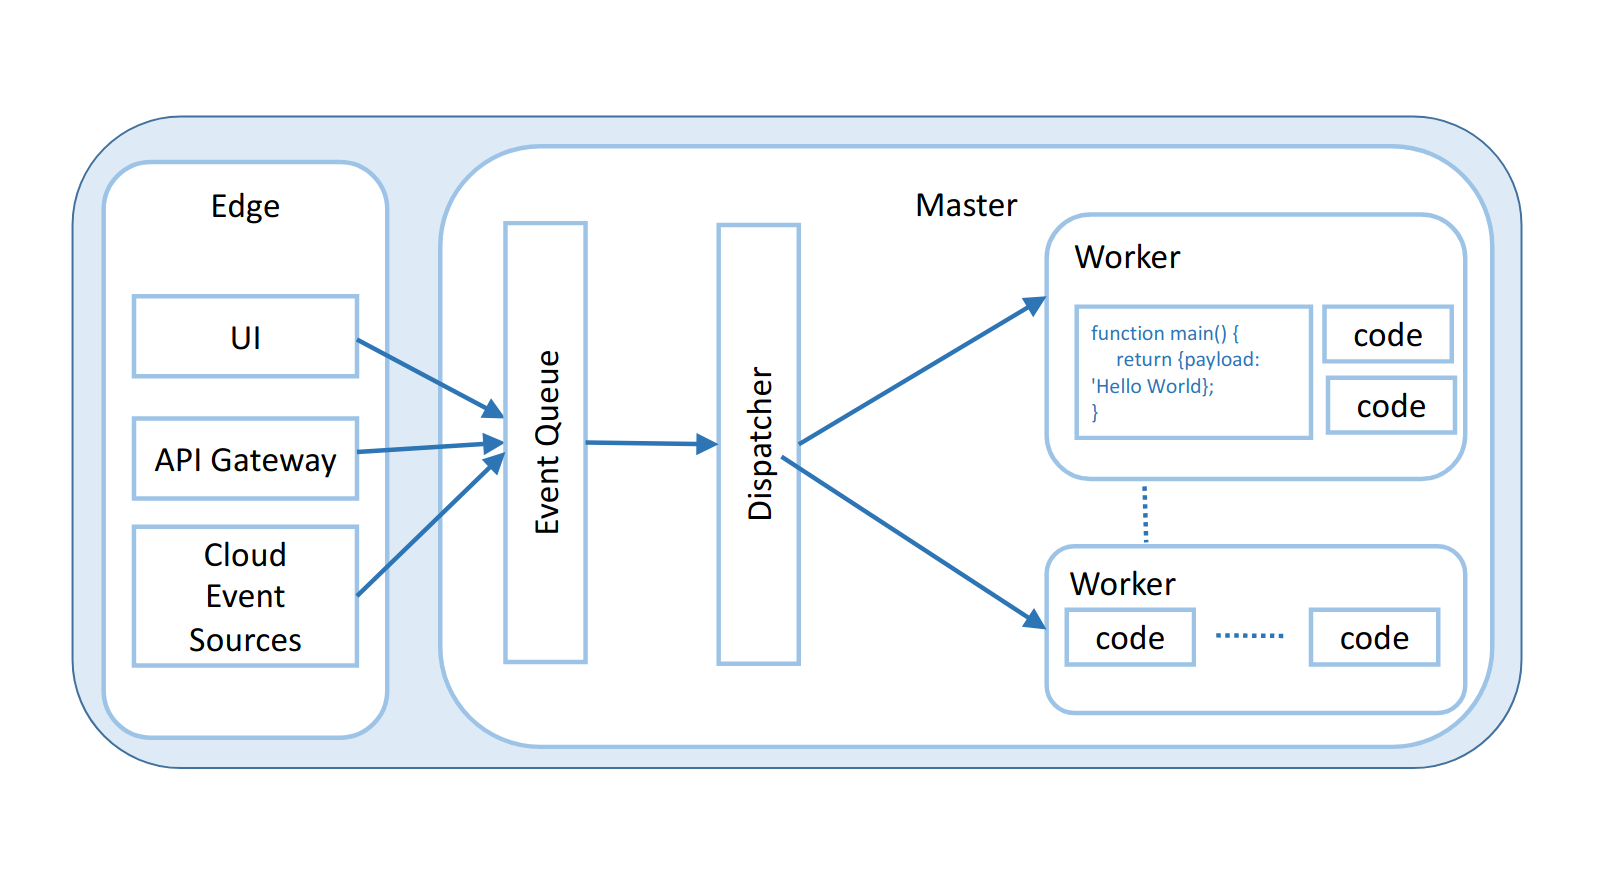 Edge
UI
API Gateway
Cloud
Event
Sources
Event Queue
Dispatcher
Master
Worker
function main() {
return {payload:
'Hello World};
}
code
code
Worker
code
code